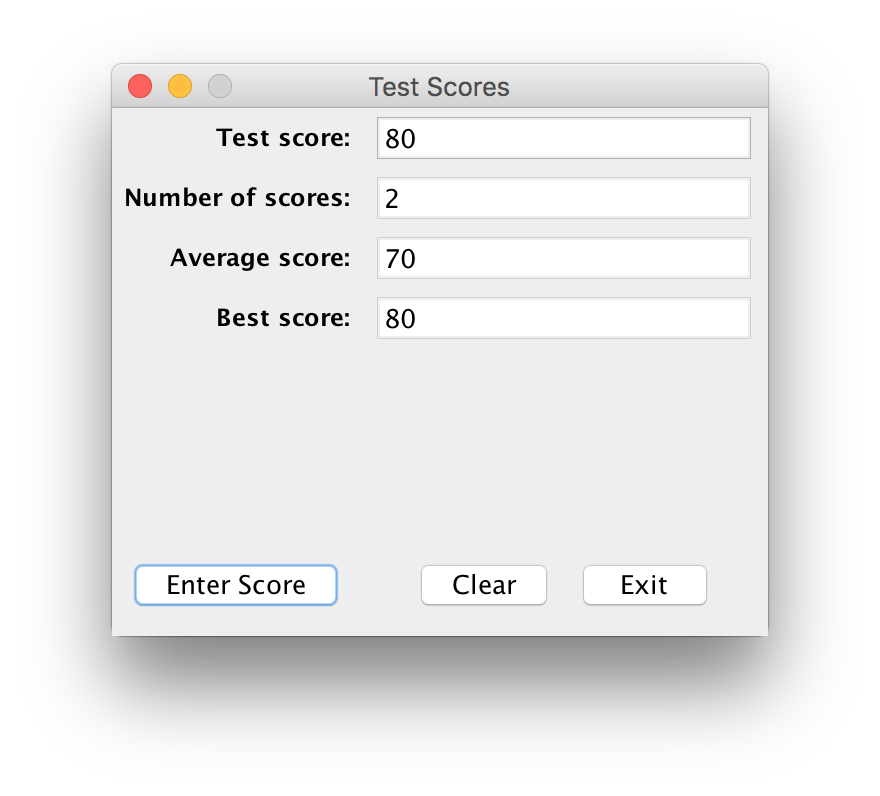 Test Scores
Test score: 80
Number of scores: 2
Average score: 70
Best score: 80
Enter Score Clear Exit